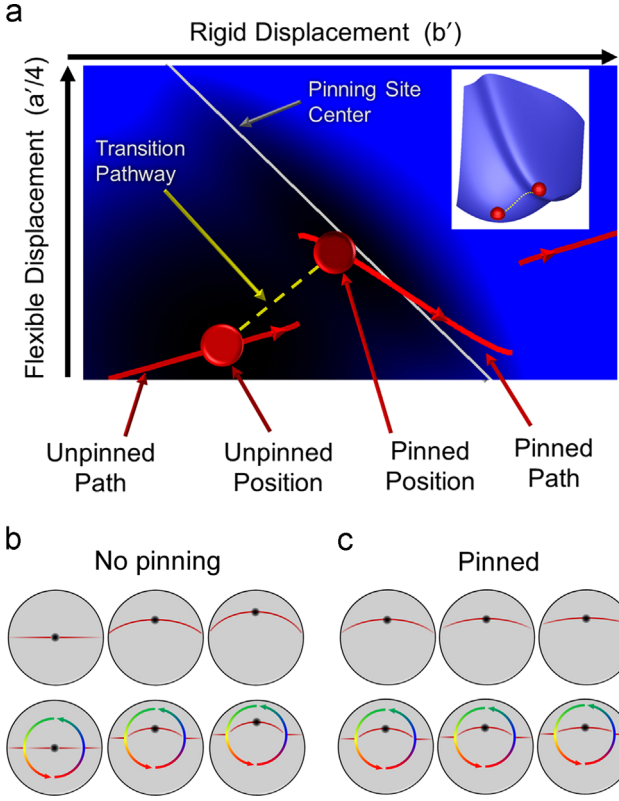 a
Rigid Displacement (b′)
Flexible Displacement (a′/4)
Pinning Site
Center
Transition
Pathway
Unpinned
Path
Unpinned
Position
Pinned
Position
Pinned
Path
b
No pinning
c
Pinned